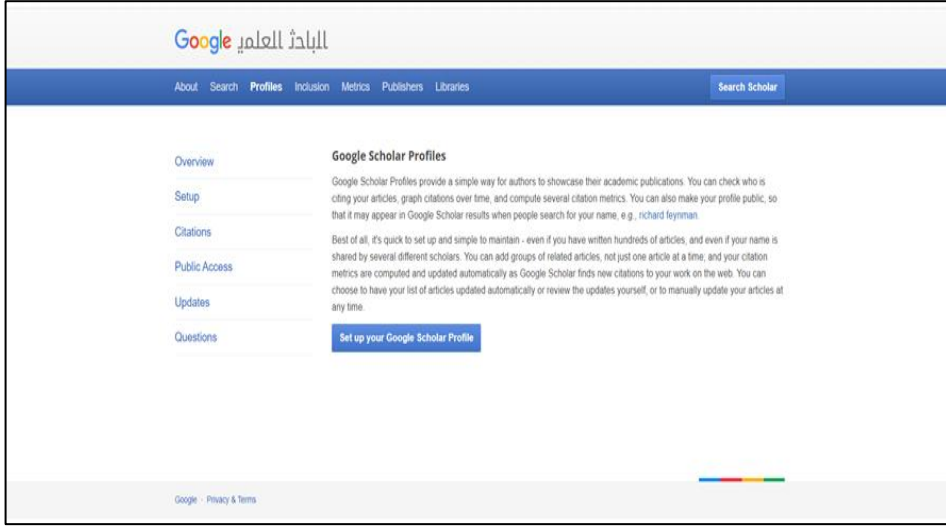 Google الباحث العلمي
About Search Profiles Inclusion Metrics Publishers Libraries
Search Scholar
Overview
Setup
Citations
Public Access
Updates
Questions
Google Scholar Profiles
Google Scholar Profiles provide a simple way for authors to showcase their academic publications. You can check who is
citing your articles, graph citations over time, and compute several citation metrics. You can also make your profile public, so
that it may appear in Google Scholar results when people search for your name, e.g., richard feynman.
Best of all, it's quick to set up and simple to maintain - even if you have written hundreds of articles, and even if your name is
shared by several different scholars. You can add groups of related articles, not just one article at a time; and your citation
metrics are computed and updated automatically as Google Scholar finds new citations to your work on the web. You can
choose to have your list of articles updated automatically or review the updates yourself, or to manually update your articles at
any time.
Set up your Google Scholar Profile
Google · Privacy & Terms